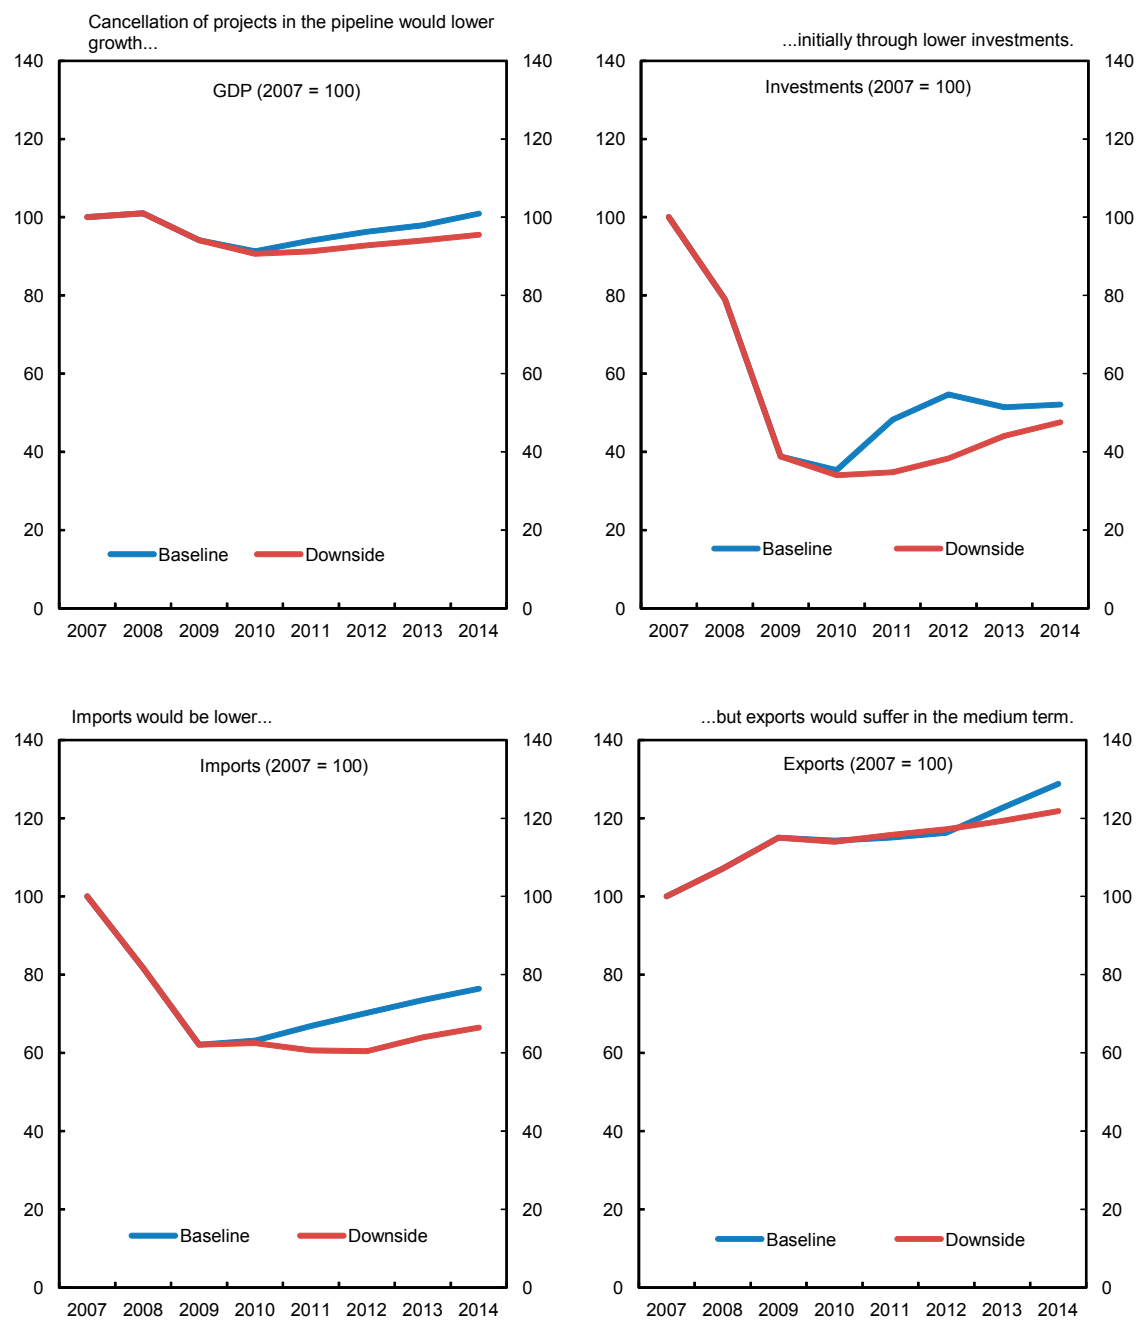 Cancellation of projects in the pipeline would lower
growth...
GDP (2007 = 100)
140 140
120 120
100 100
80 80
60 60
40 40
20 20
0 0
Baseline Downside
2007 2008 2009 2010 2011 2012 2013 2014
...initially through lower investments.
Investments (2007 = 100)
140 140
120 120
100 100
80 80
60 60
40 40
20 20
0 0
Baseline Downside
2007 2008 2009 2010 2011 2012 2013 2014
Imports would be lower...
Imports (2007 = 100)
140 140
120 120
100 100
80 80
60 60
40 40
20 20
0 0
Baseline Downside
2007 2008 2009 2010 2011 2012 2013 2014
...but exports would suffer in the medium term.
Exports (2007 = 100)
140 140
120 120
100 100
80 80
60 60
40 40
20 20
0 0
Baseline Downside
2007 2008 2009 2010 2011 2012 2013 2014